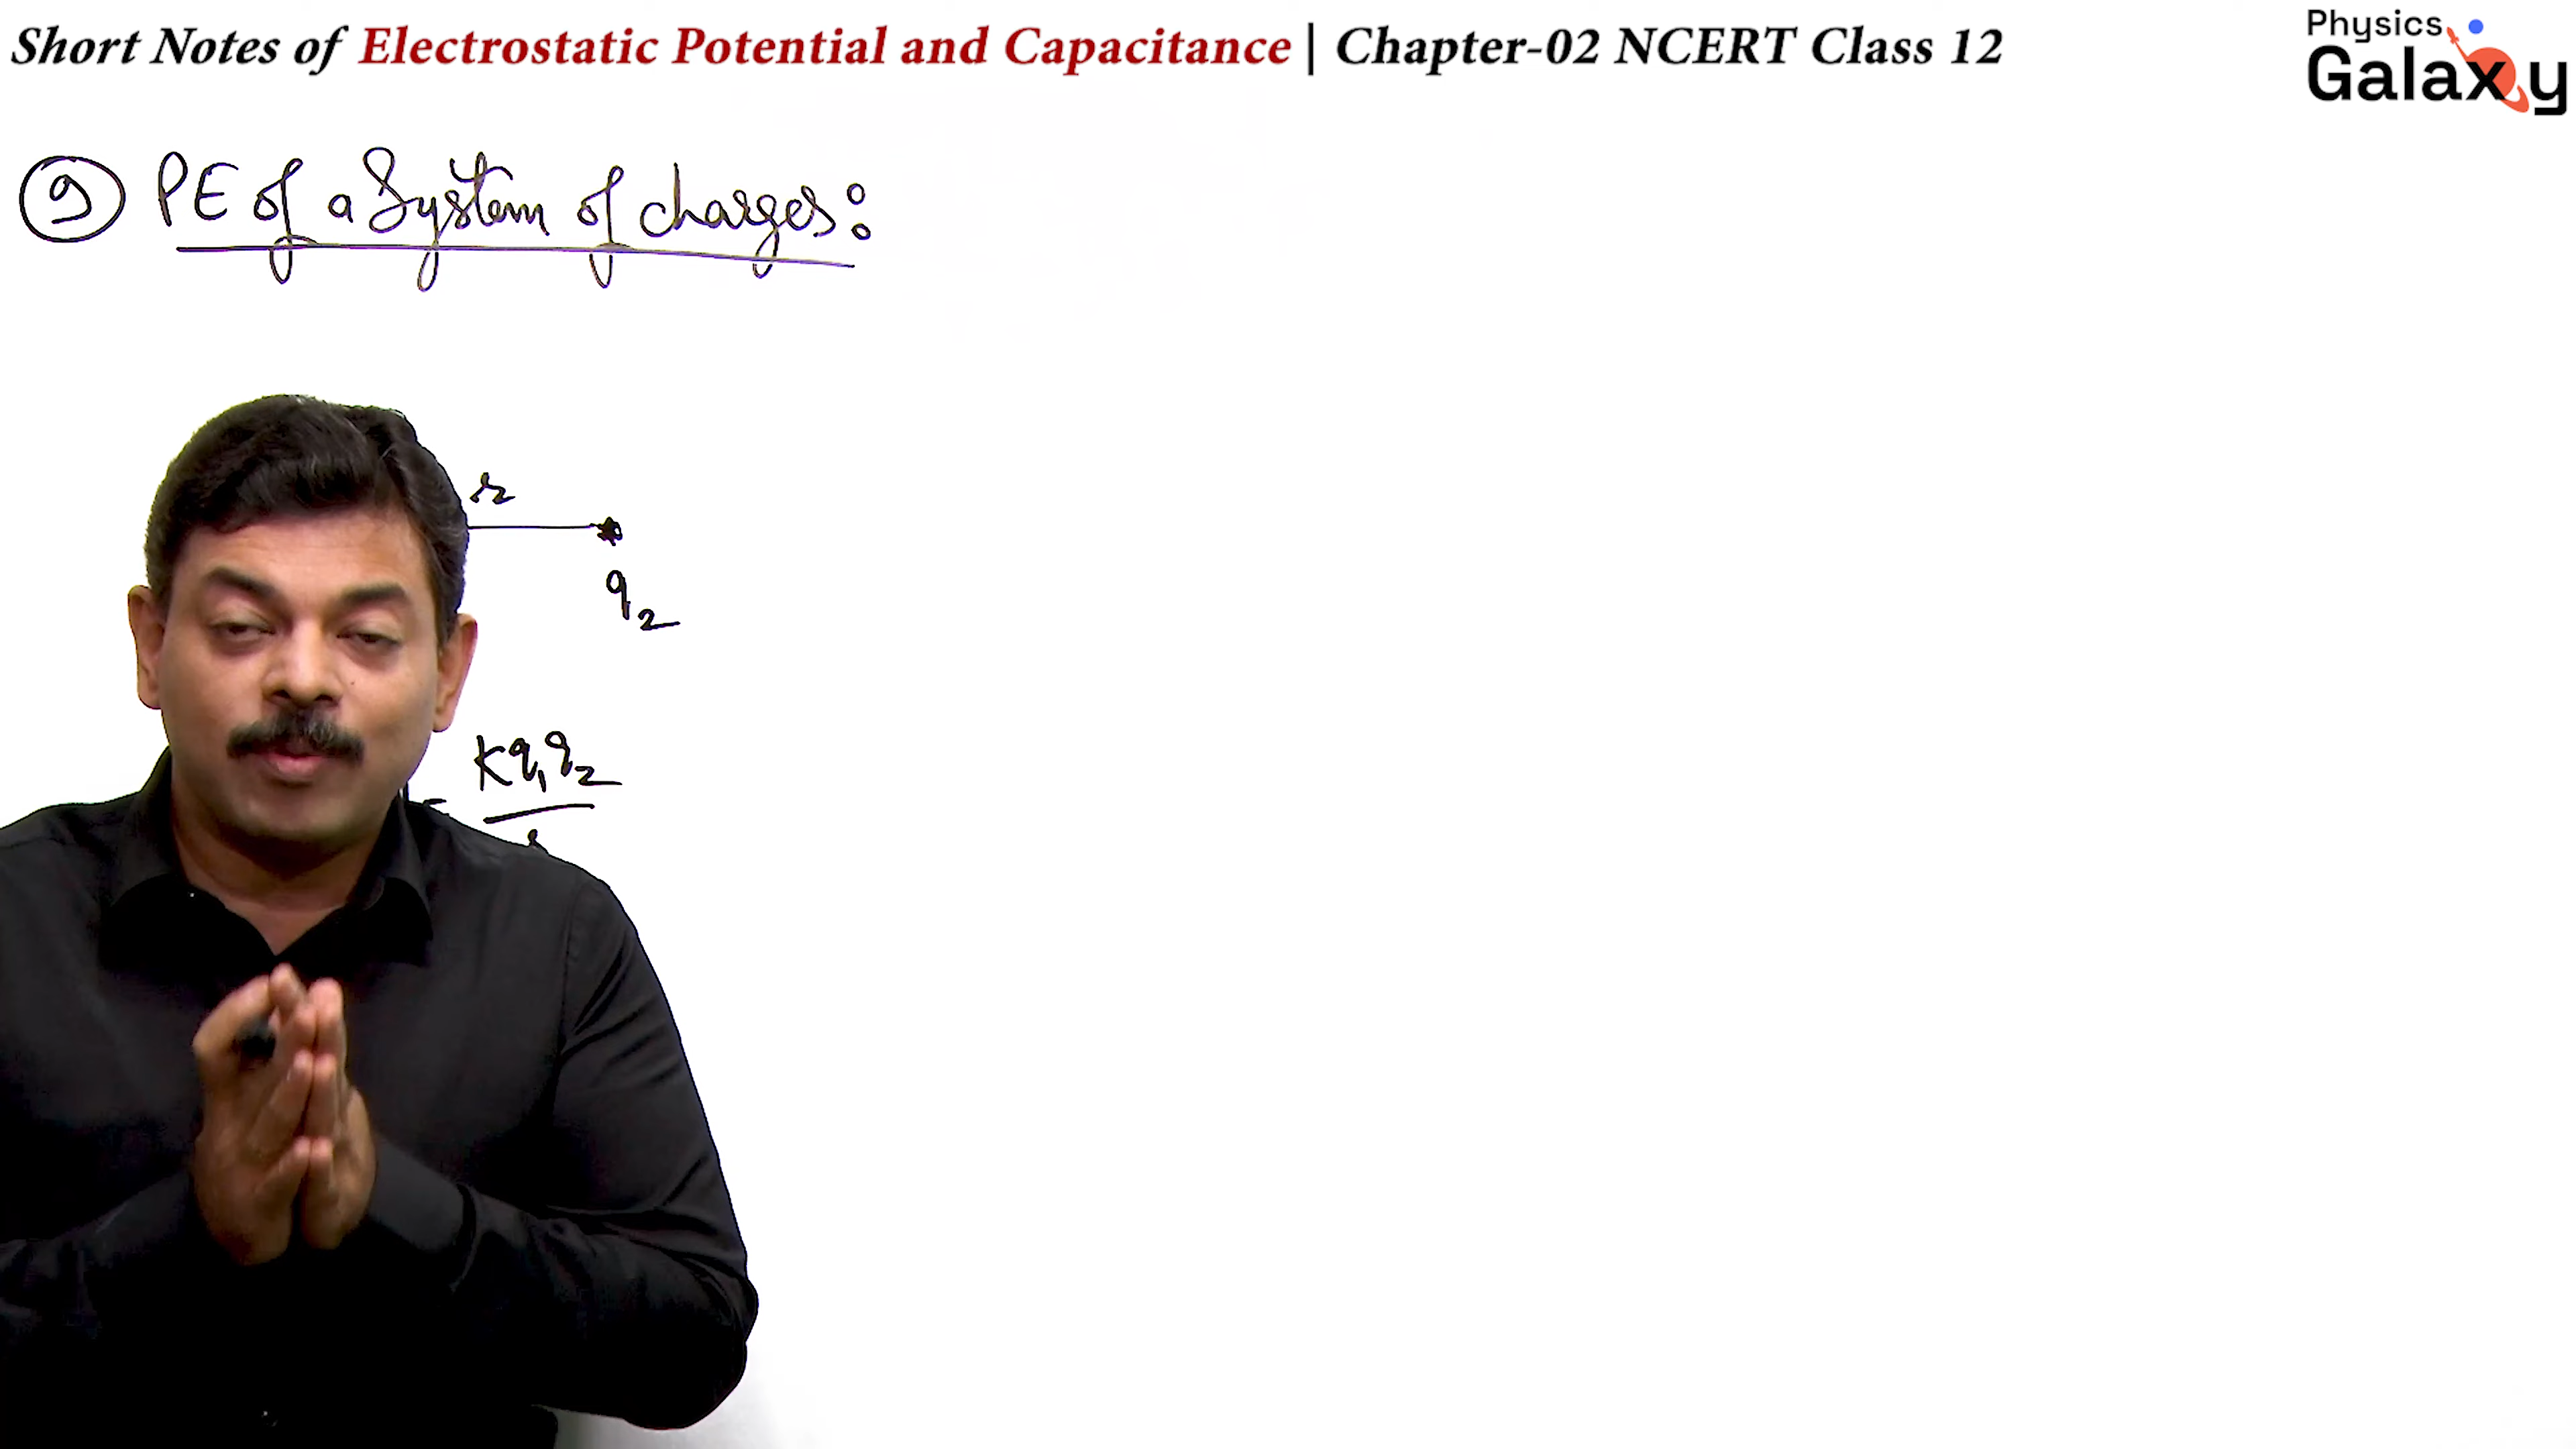 Short Notes of Electrostatic Potential and Capacitance | Chapter-02 NCERT Class 12
Physics
Galaxy
9 PE of a System of charges:
r
q2
= Kq1q2